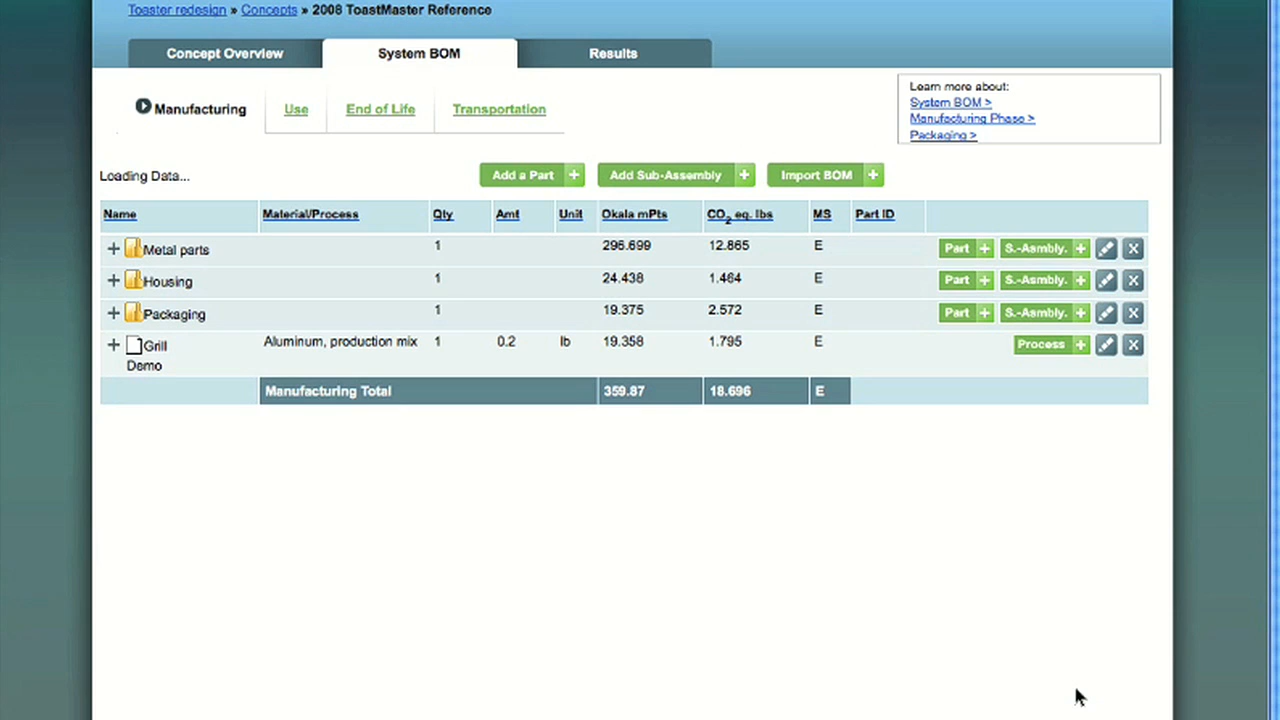 Toaster redesign » Concepts » 2008 ToastMaster Reference
Concept Overview System BOM Results
Learn more about:
System BOM >
Manufacturing Phase >
Packaging >
Manufacturing Use End of Life Transportation
Loading Data... Add a Part + Add Sub-Assembly + Import BOM +
Name Material/Process Qty Amt Unit Okala mPts CO2 eq. lbs MS Part ID
+ Metal parts 1 296.699 12.865 E Part + S.-Asmbly. + X
+ Housing 1 24.438 1.464 E Part + S.-Asmbly. + X
+ Packaging 1 19.375 2.572 E Part + S.-Asmbly. + X
+ Grill Aluminum, production mix 1 0.2 lb 19.358 1.795 E Process + X
Demo
Manufacturing Total 359.87 18.696 E